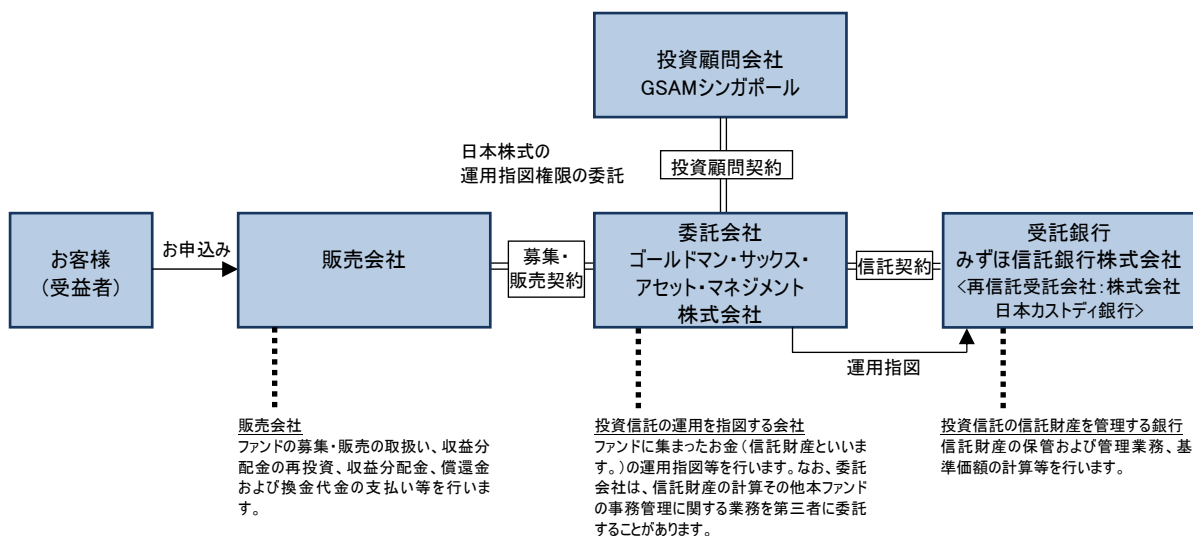 投資顧問会社
GSAMシンガポール
日本株式の
運用指図権限の委託
投資顧問契約
お客様
（受益者）
お申込み
販売会社
募集・
販売契約
委託会社
ゴールドマン・サックス・
アセット・マネジメント
株式会社
信託契約
受託銀行
みずほ信託銀行株式会社
＜再信託受託会社：株式会社
日本カストディ銀行＞
運用指図
販売会社
ファンドの募集・販売の取扱い、収益分
配金の再投資、収益分配金、償還金
および換金代金の支払い等を行いま
す。
投資信託の運用を指図する会社
ファンドに集まったお金（信託財産といいま
す。）の運用指図等を行います。なお、委託
会社は、信託財産の計算その他本ファンド
の事務管理に関する業務を第三者に委託
することがあります。
投資信託の信託財産を管理する銀行
信託財産の保管および管理業務、基
準価額の計算等を行います。